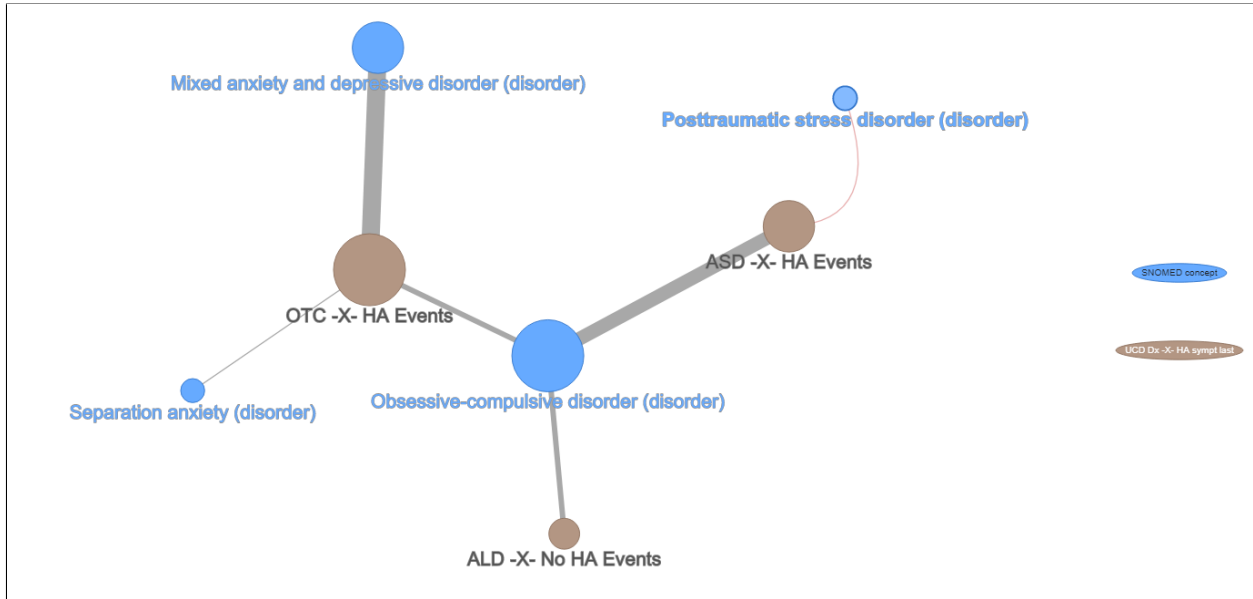 Mixed anxiety and depressive disorder (disorder)
Posttraumatic stress disorder (disorder)
ASD -X- HA Events
SNOMED concept
OTC -X- HA Events
UCD Dx -X- HA sympt last
Separation anxiety (disorder)
Obsessive-compulsive disorder (disorder)
ALD -X- No HA Events